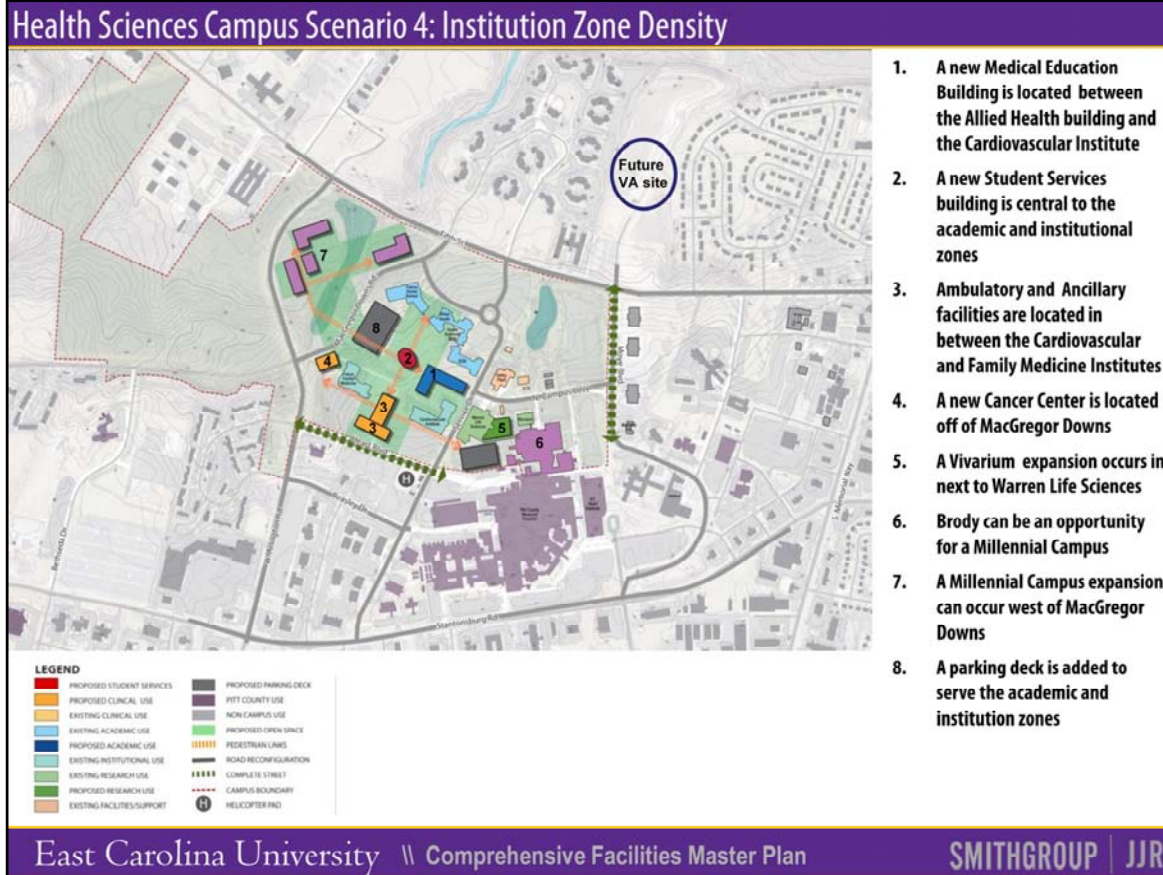 Health Sciences Campus Scenario 4: Institution Zone Density
Future
VA site
7
8
2
4
3
3
5
6
H
Stantonsburg Rd
1. A new Medical Education
Building is located between
the Allied Health building and
the Cardiovascular Institute
2. A new Student Services
building is central to the
academic and institutional
zones
3. Ambulatory and Ancillary
facilities are located in
between the Cardiovascular
and Family Medicine Institutes
4. A new Cancer Center is located
off of MacGregor Downs
5. A Vivarium expansion occurs in
next to Warren Life Sciences
6. Brody can be an opportunity
for a Millennial Campus
7. A Millennial Campus expansion
can occur west of MacGregor
Downs
8. A parking deck is added to
serve the academic and
institution zones
LEGEND
PROPOSED STUDENT SERVICES
PROPOSED CLINCAL USE
EXISTING CLINICAL USE
EXISTING ACADEMIC USE
PROPOSED ACADEMIC USE
EXISTING INSTITUTIONAL USE
EXISTING RESEARCH USE
PROPOSED RESEARCH USE
EXISTING FACILITIES/SUPPORT
PROPOSED PARKING DECK
PITT COUNTY USE
NON CAMPUS USE
PROPOSED OPEN SPACE
PEDESTRIAN LINKS
ROAD RECONFIGURATION
COMPLETE STREET
CAMPUS BOUNDARY
H HELICOPTER PAD
East Carolina University \\ Comprehensive Facilities Master Plan
SMITHGROUP | JJR